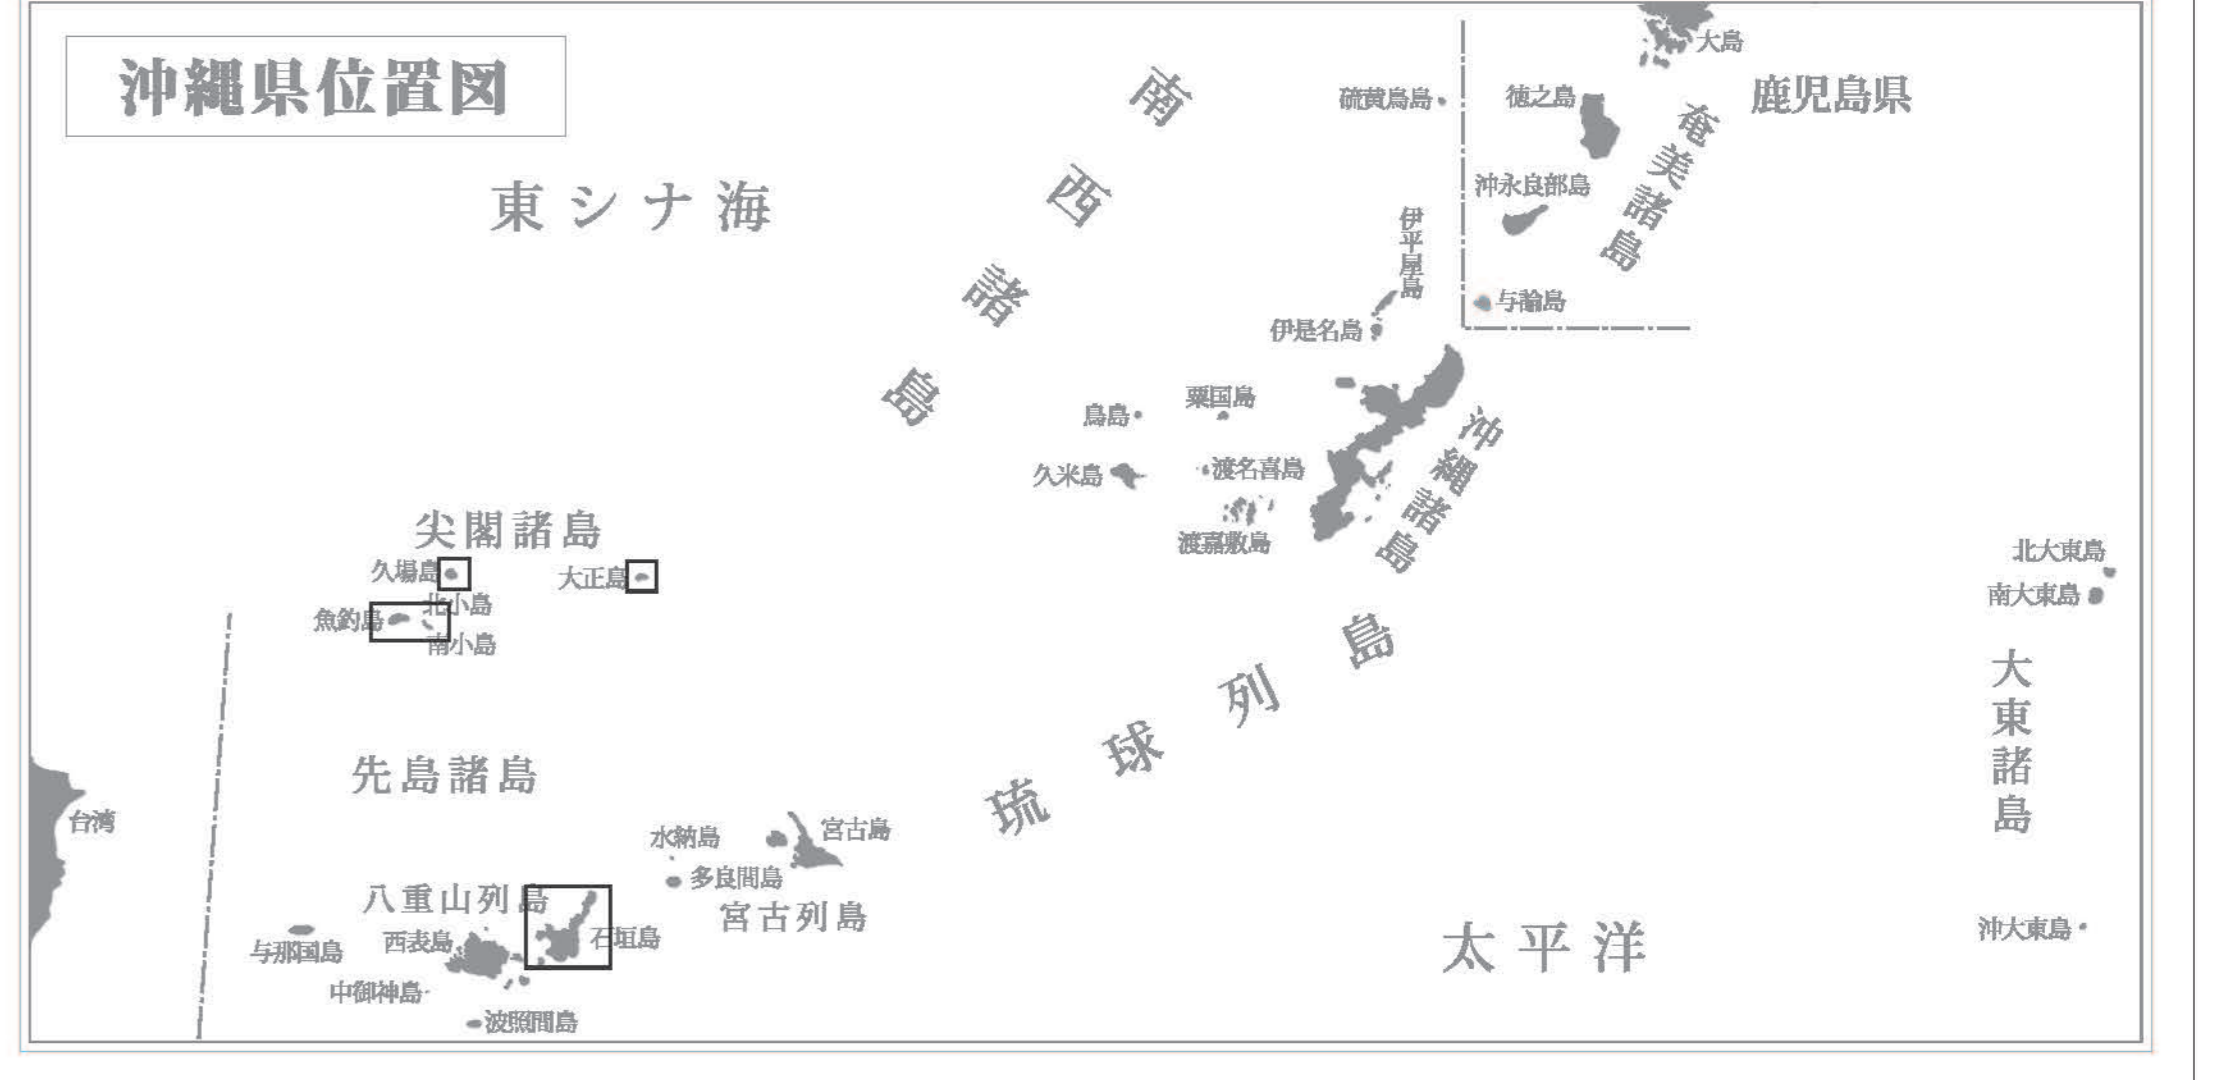 沖縄県位置図
大島
鹿児島県
硫黄鳥島
徳之島
奄美諸島
沖永良部島
与論島
南西諸島
東シナ海
伊平屋島
伊是名島
粟国島
鳥島
久米島
渡名喜島
渡嘉敷島
沖縄諸島
尖閣諸島
久場島
大正島
北小島
魚釣島
南小島
北大東島
南大東島
大東諸島
琉球列島
先島諸島
台湾
水納島
宮古島
多良間島
宮古列島
八重山列島
石垣島
西表島
与那国島
中御神島
波照間島
太平洋
沖大東島